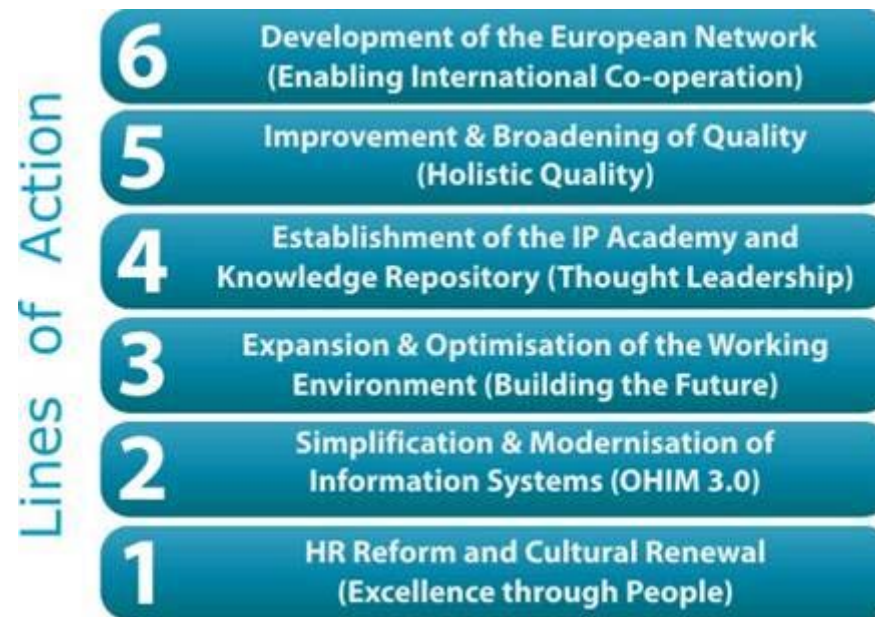 Lines of Action
6
Development of the European Network
(Enabling International Co-operation)
5
Improvement & Broadening of Quality
(Holistic Quality)
4
Establishment of the IP Academy and
Knowledge Repository (Thought Leadership)
3
Expansion & Optimisation of the Working
Environment (Building the Future)
2
Simplification & Modernisation of
Information Systems (OHIM 3.0)
1
HR Reform and Cultural Renewal
(Excellence through People)